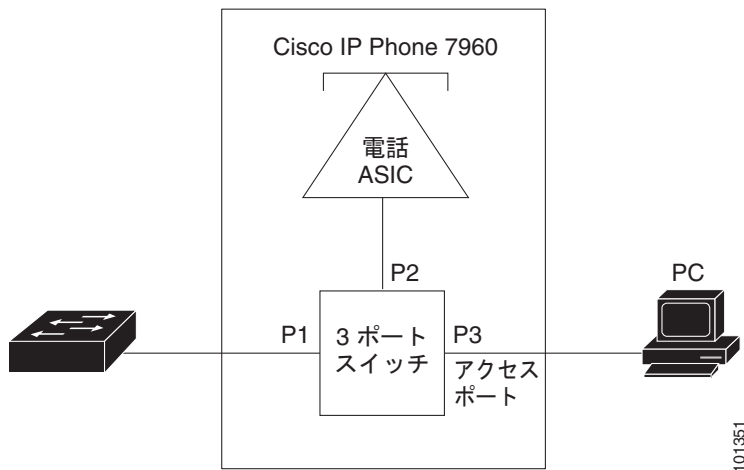 Cisco IP Phone 7960
電話
ASIC
P2
PC
P1
3 ポート
スイッチ
P3
アクセス
ポート
101351